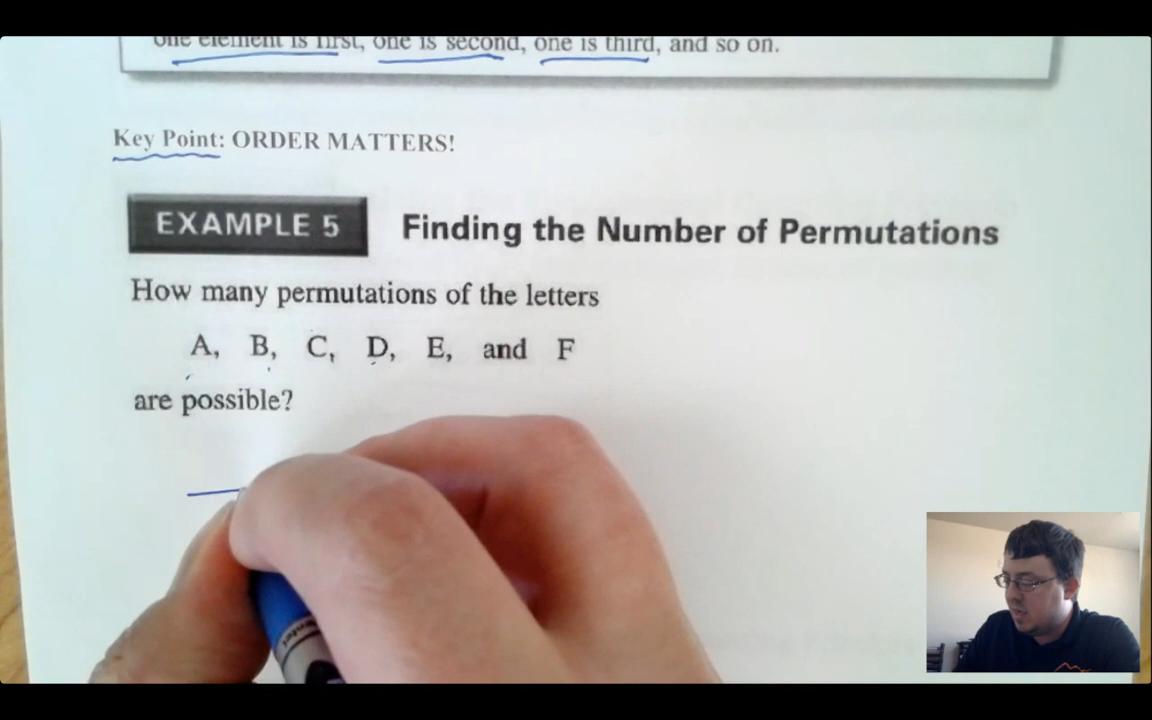 one element is first, one is second, one is third, and so on.
Key Point: ORDER MATTERS!
EXAMPLE 5 Finding the Number of Permutations
How many permutations of the letters
A, B, C, D, E, and F
are possible?